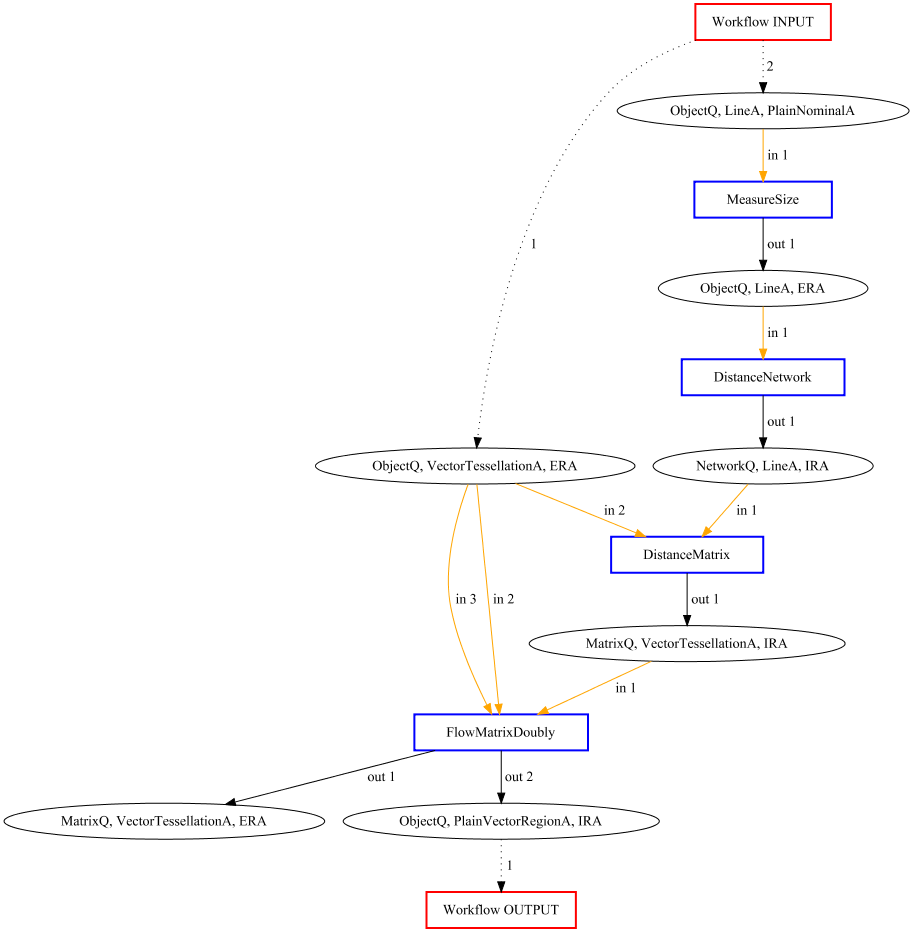 Workflow INPUT
2
ObjectQ, LineA, PlainNominalA
in 1
MeasureSize
1
out 1
ObjectQ, LineA, ERA
in 1
DistanceNetwork
out 1
ObjectQ, VectorTessellationA, ERA
NetworkQ, LineA, IRA
in 2
in 1
DistanceMatrix
in 3
in 2
out 1
MatrixQ, VectorTessellationA, IRA
in 1
FlowMatrixDoubly
out 1
out 2
MatrixQ, VectorTessellationA, ERA
ObjectQ, PlainVectorRegionA, IRA
1
Workflow OUTPUT